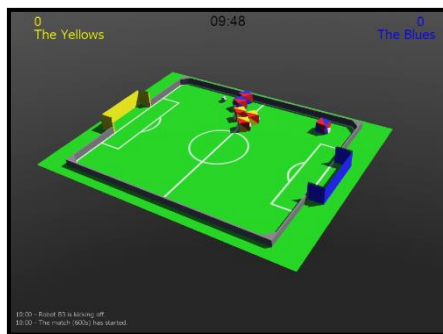 0
The Yellows
09:48
0
The Blues
10:00 - Robot B3 is kicking off.
10:00 - The match (600s) has started.